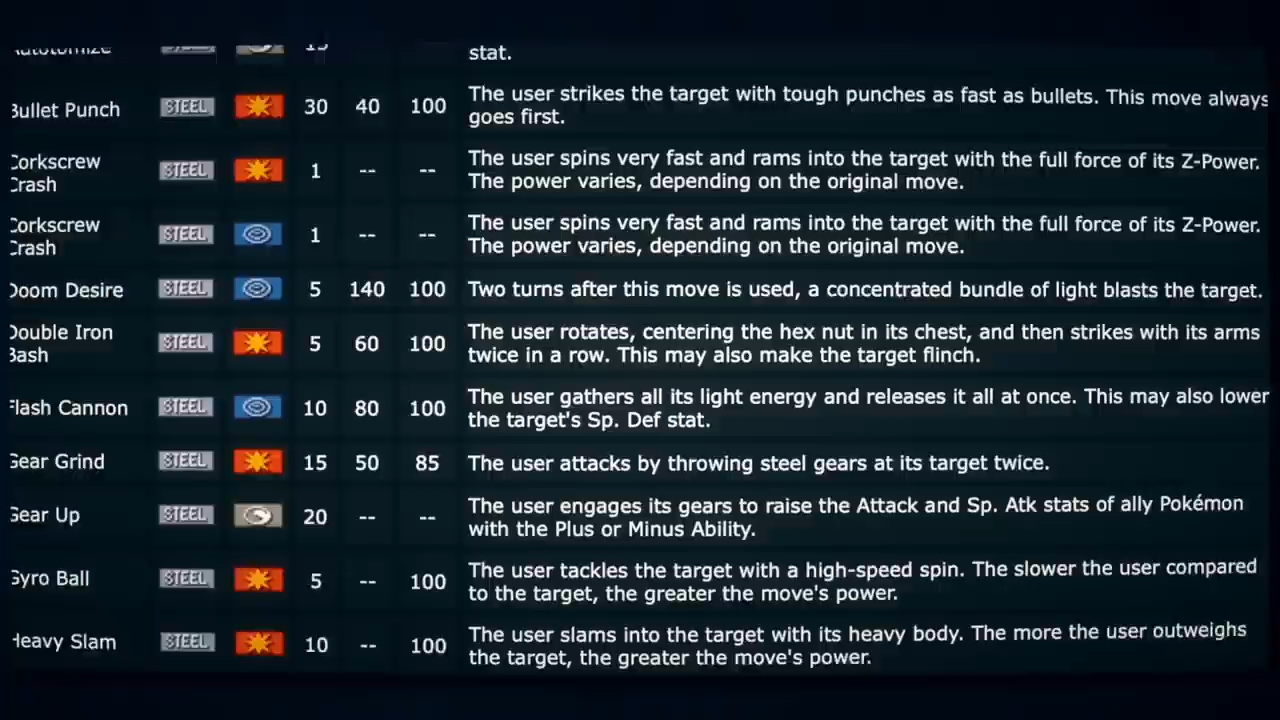 Autotomize STEEL 15 stat.
Bullet Punch STEEL 30 40 100 The user strikes the target with tough punches as fast as bullets. This move always
goes first.
Corkscrew STEEL 1 -- -- The user spins very fast and rams into the target with the full force of its Z-Power.
Crash The power varies, depending on the original move.
Corkscrew STEEL 1 -- -- The user spins very fast and rams into the target with the full force of its Z-Power.
Crash The power varies, depending on the original move.
Doom Desire STEEL 5 140 100 Two turns after this move is used, a concentrated bundle of light blasts the target.
Double Iron STEEL 5 60 100 The user rotates, centering the hex nut in its chest, and then strikes with its arms
Bash twice in a row. This may also make the target flinch.
Flash Cannon STEEL 10 80 100 The user gathers all its light energy and releases it all at once. This may also lower
the target's Sp. Def stat.
Gear Grind STEEL 15 50 85 The user attacks by throwing steel gears at its target twice.
Gear Up STEEL 20 -- -- The user engages its gears to raise the Attack and Sp. Atk stats of ally Pokémon
with the Plus or Minus Ability.
Gyro Ball STEEL 5 -- 100 The user tackles the target with a high-speed spin. The slower the user compared
to the target, the greater the move's power.
Heavy Slam STEEL 10 -- 100 The user slams into the target with its heavy body. The more the user outweighs
the target, the greater the move's power.